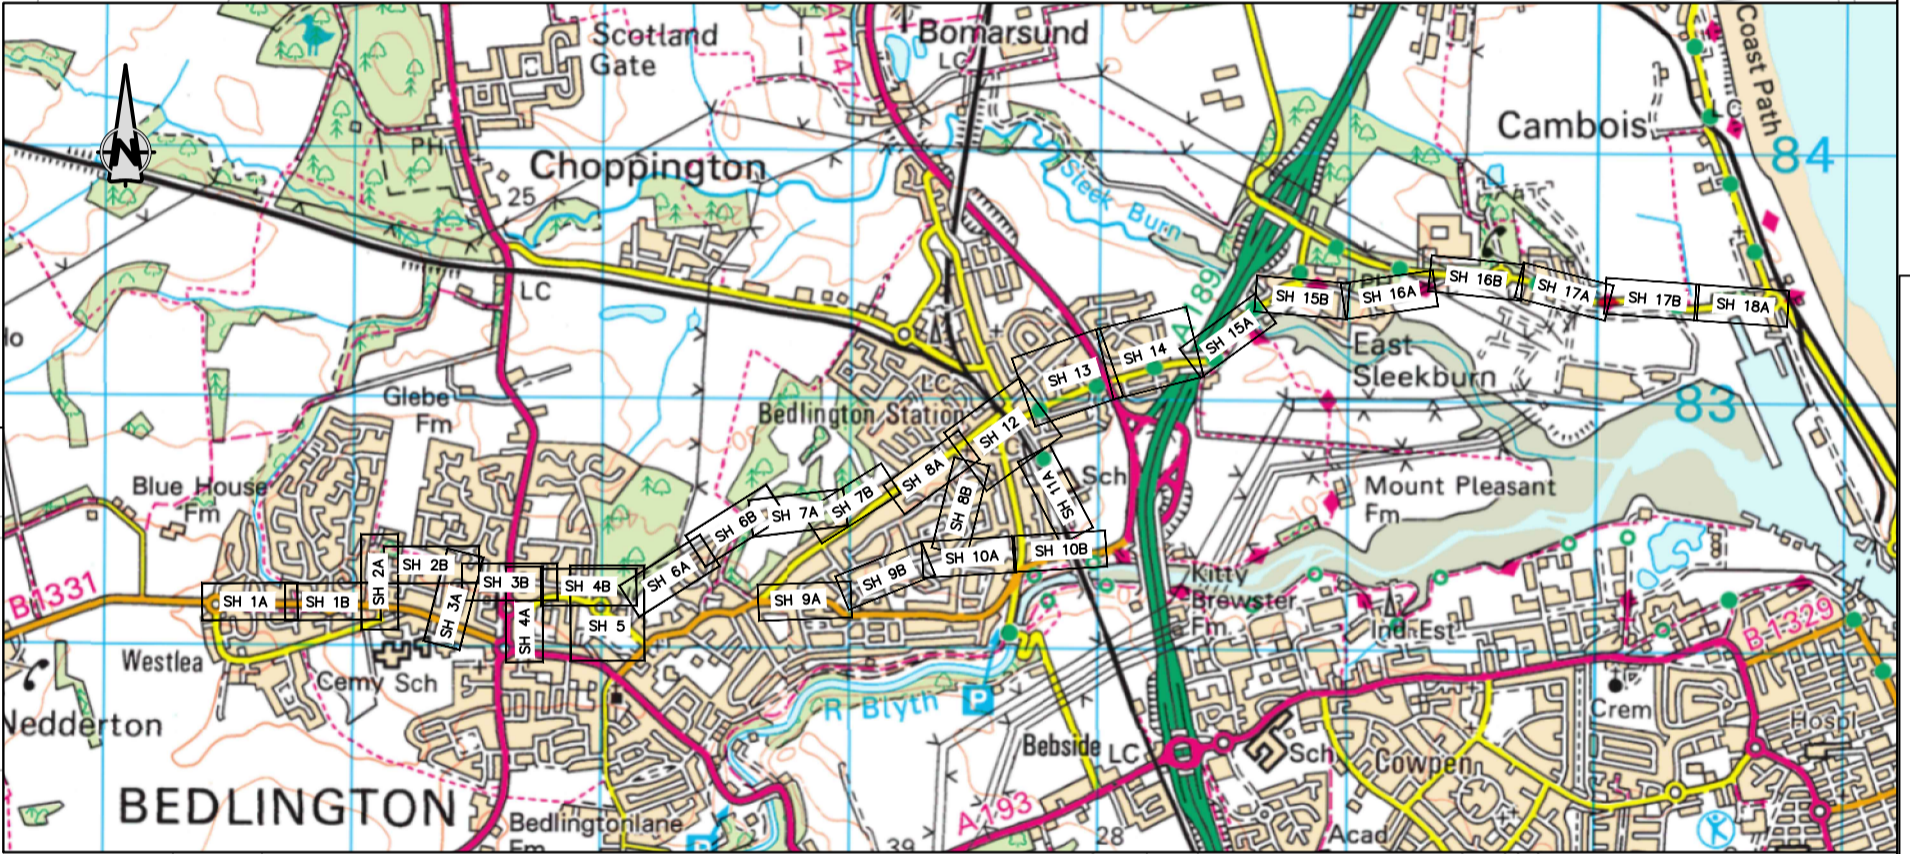 Scotland
Gate
A1147
Bomarsund
LC
Coast Path
Cambois
LC
84
PH
Choppington
25
Sleek Burn
N
LC
A189
PH
SH 15B
SH 16A
SH 16B
SH 17A
SH 17B
SH 18A
SH 15A
SH 14
SH 13
East
Sleekburn
83
Glebe
Fm
LC
Bedlington Station
SH 12
SH 8A
SH 8B
SH 11A
Sch
Mount Pleasant
Fm
Blue House
Fm
SH 7B
SH 7A
SH 6B
SH 6A
SH 10A
SH 10B
SH 9B
SH 9A
B1331
SH 1A
SH 1B
SH 2A
SH 2B
SH 3A
SH 3B
SH 4A
SH 4B
SH 5
Kitty
Brewster
Fm
Ind Est
B1329
Westlea
Cemy Sch
Nedderton
R Blyth
P
Bebside
LC
Sch
Cowpen
Crem
Hospl
BEDLINGTON
Bedlingtonlane
Fm
P
39
A193
28
Acad